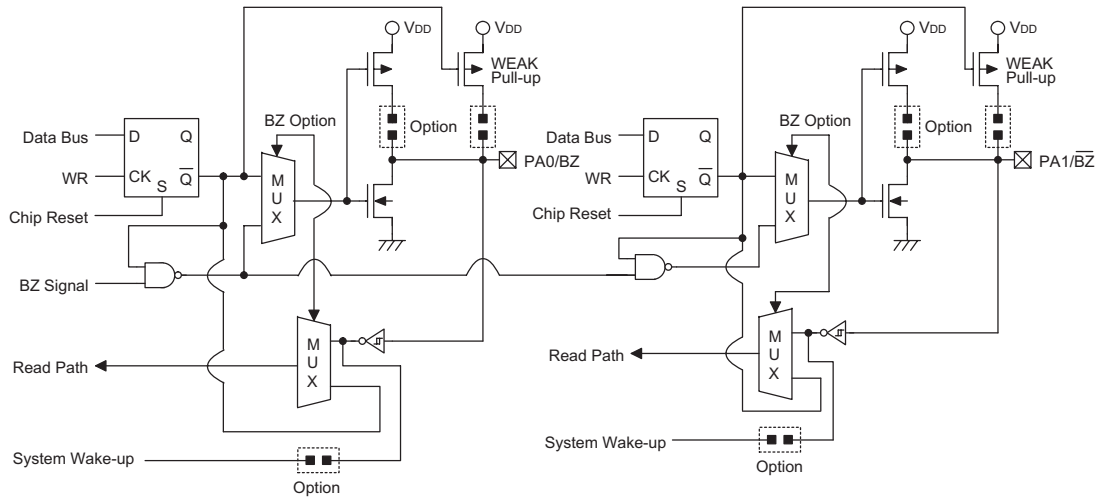 VDD
VDD
WEAK
Pull-up
BZ Option
Option
Data Bus
D
Q
WR
CK
S
Q̅
M
U
X
PA0/BZ
Chip Reset
BZ Signal
M
U
X
Read Path
System Wake-up
Option
VDD
VDD
WEAK
Pull-up
BZ Option
Option
Data Bus
D
Q
WR
CK
S
Q̅
M
U
X
PA1/B̅Z̅
Chip Reset
M
U
X
Read Path
System Wake-up
Option